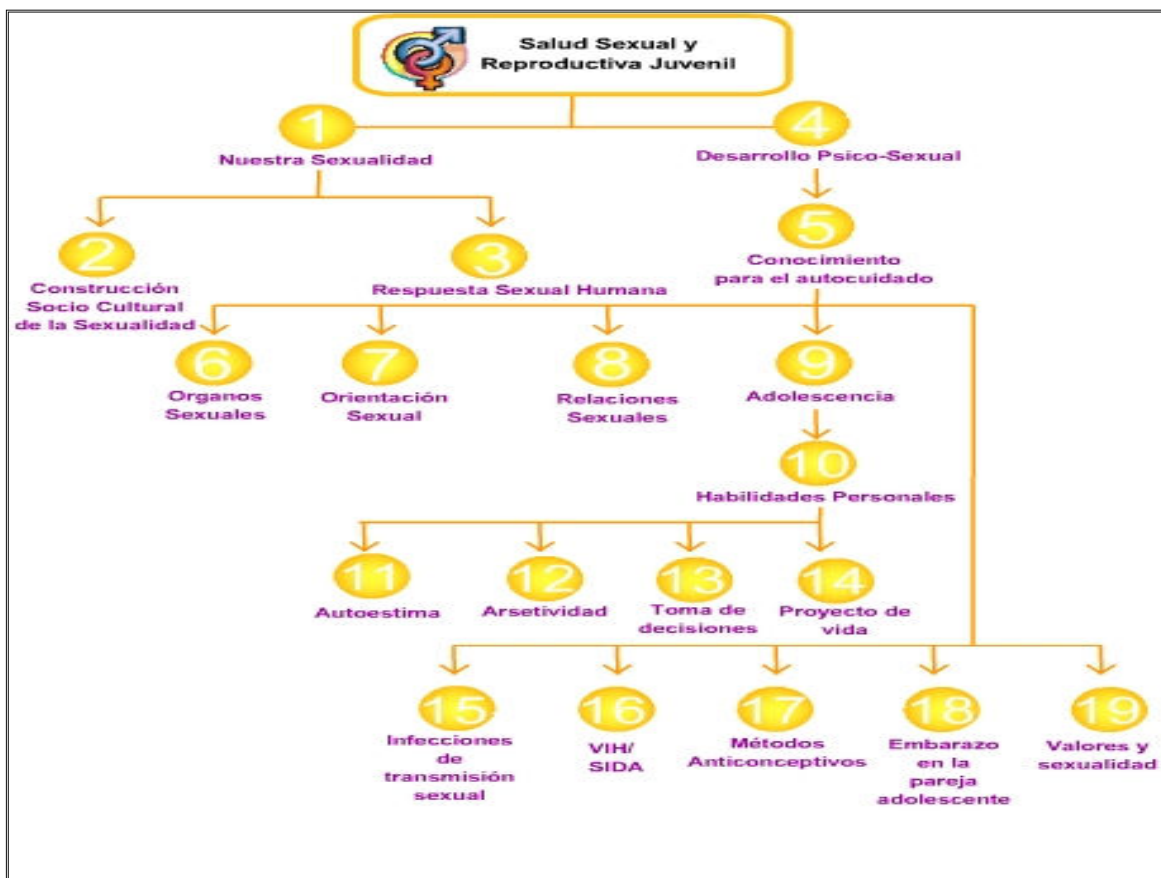 Salud Sexual y
Reproductiva Juvenil
1
Nuestra Sexualidad
4
Desarrollo Psico-Sexual
2
Construcción
Socio Cultural
de la Sexualidad
3
Respuesta Sexual Humana
5
Conocimiento
para el autocuidado
6
Organos
Sexuales
7
Orientación
Sexual
8
Relaciones
Sexuales
9
Adolescencia
10
Habilidades Personales
11
Autoestima
12
Arsetividad
13
Toma de
decisiones
14
Proyecto de
vida
15
Infecciones
de
transmisión
sexual
16
VIH/
SIDA
17
Métodos
Anticonceptivos
18
Embarazo
en la
pareja
adolescente
19
Valores y
sexualidad